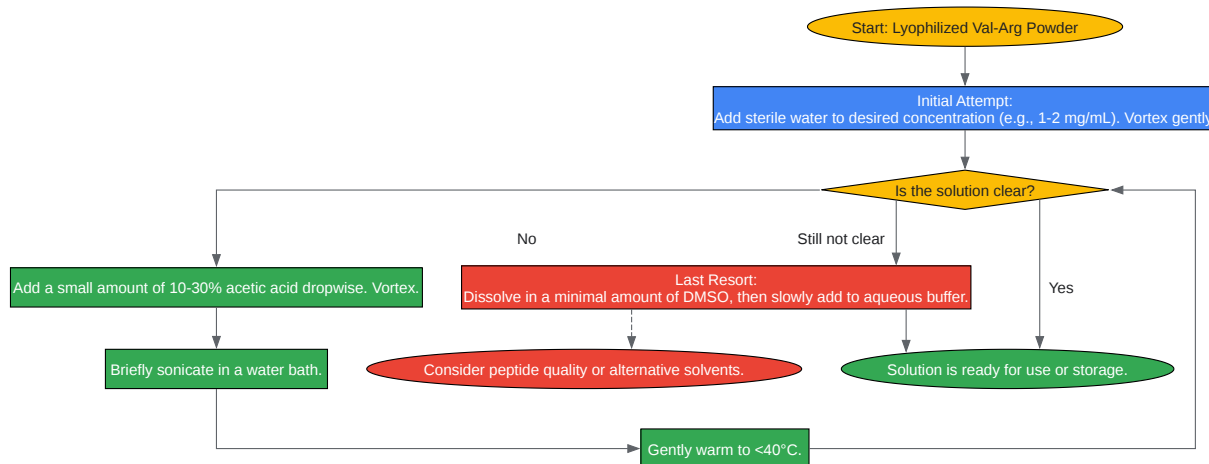 Start: Lyophilized Val-Arg Powder
Initial Attempt:
Add sterile water to desired concentration (e.g., 1-2 mg/mL). Vortex gently
Is the solution clear?
No
Still not clear
Yes
Add a small amount of 10-30% acetic acid dropwise. Vortex.
Last Resort:
Dissolve in a minimal amount of DMSO, then slowly add to aqueous buffer.
Briefly sonicate in a water bath.
Consider peptide quality or alternative solvents.
Solution is ready for use or storage.
Gently warm to <40°C.